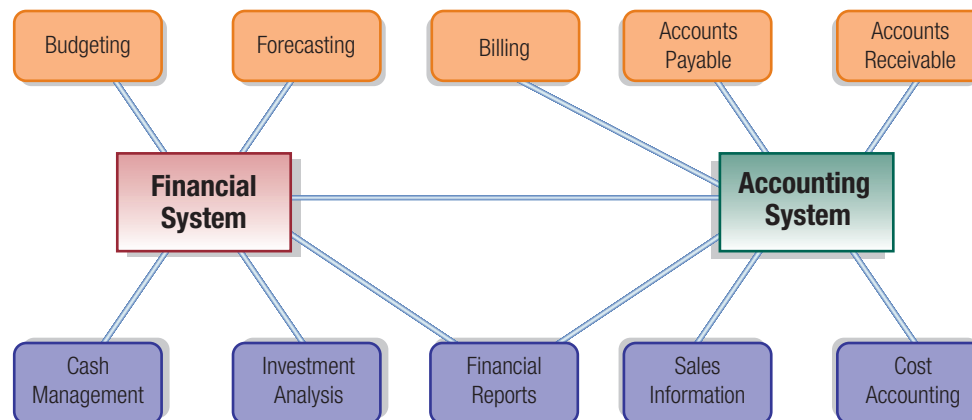 Budgeting
Forecasting
Billing
Accounts
Payable
Accounts
Receivable
Financial
System
Accounting
System
Cash
Management
Investment
Analysis
Financial
Reports
Sales
Information
Cost
Accounting